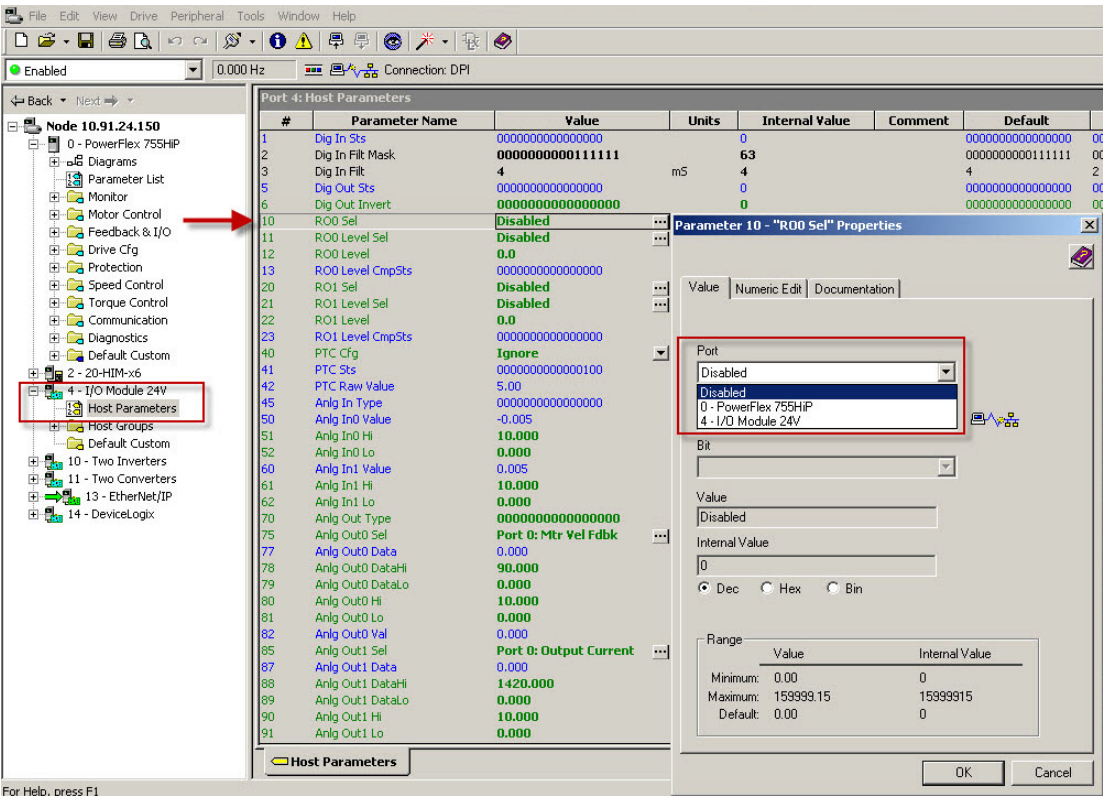 File Edit View Drive Peripheral Tools Window Help
Enabled 0.000 Hz Connection: DPI
Back Next
Node 10.91.24.150
0 - PowerFlex 755HiP
Diagrams
Parameter List
Monitor
Motor Control
Feedback & I/O
Drive Cfg
Protection
Speed Control
Torque Control
Communication
Diagnostics
Default Custom
2 - 20-HIM-x6
4 - I/O Module 24V
Host Parameters
Host Groups
Default Custom
10 - Two Inverters
11 - Two Converters
13 - EtherNet/IP
14 - DeviceLogix
Port 4: Host Parameters
# Parameter Name Value Units Internal Value Comment Default
1 Dig In Sts 0000000000000000 0 0000000000000000 00
2 Dig In Filt Mask 0000000000111111 63 0000000000111111 00
3 Dig In Filt 4 mS 4 4 2
5 Dig Out Sts 0000000000000000 0 0000000000000000 00
6 Dig Out Invert 0000000000000000 0 0000000000000000 00
10 RO0 Sel Disabled ...
11 RO0 Level Sel Disabled ...
12 RO0 Level 0.0
13 RO0 Level CmpSts 0000000000000000
20 RO1 Sel Disabled ...
21 RO1 Level Sel Disabled ...
22 RO1 Level 0.0
23 RO1 Level CmpSts 0000000000000000
40 PTC Cfg Ignore
41 PTC Sts 0000000000000100
42 PTC Raw Value 5.00
45 Anlg In Type 0000000000000000
50 Anlg In0 Value -0.005
51 Anlg In0 Hi 10.000
52 Anlg In0 Lo 0.000
60 Anlg In1 Value 0.005
61 Anlg In1 Hi 10.000
62 Anlg In1 Lo 0.000
70 Anlg Out Type 0000000000000000
75 Anlg Out0 Sel Port 0: Mtr Vel Fdbk ...
77 Anlg Out0 Data 0.000
78 Anlg Out0 DataHi 90.000
79 Anlg Out0 DataLo 0.000
80 Anlg Out0 Hi 10.000
81 Anlg Out0 Lo 0.000
82 Anlg Out0 Val 0.000
85 Anlg Out1 Sel Port 0: Output Current ...
87 Anlg Out1 Data 0.000
88 Anlg Out1 DataHi 1420.000
89 Anlg Out1 DataLo 0.000
90 Anlg Out1 Hi 10.000
91 Anlg Out1 Lo 0.000
Host Parameters
Parameter 10 - "RO0 Sel" Properties
Value Numeric Edit Documentation
Port
Disabled
Disabled
0 - PowerFlex 755HiP
4 - I/O Module 24V
Bit
Value
Disabled
Internal Value
0
Dec Hex Bin
Range
Value Internal Value
Minimum: 0.00 0
Maximum: 159999.15 15999915
Default: 0.00 0
OK Cancel
For Help, press F1